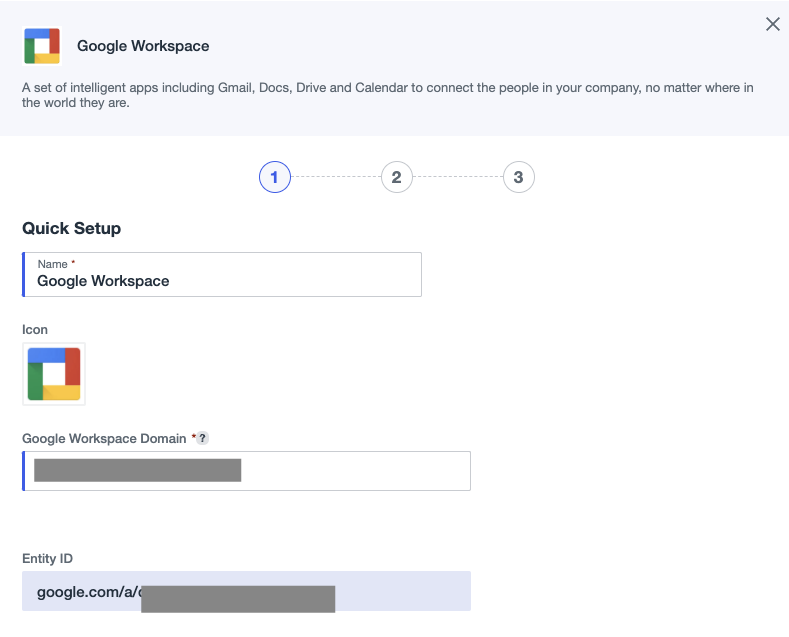 Google Workspace
A set of intelligent apps including Gmail, Docs, Drive and Calendar to connect the people in your company, no matter where in
the world they are.
1 2 3
Quick Setup
Name *
Google Workspace
Icon
Google Workspace Domain * ?
Entity ID
google.com/a/